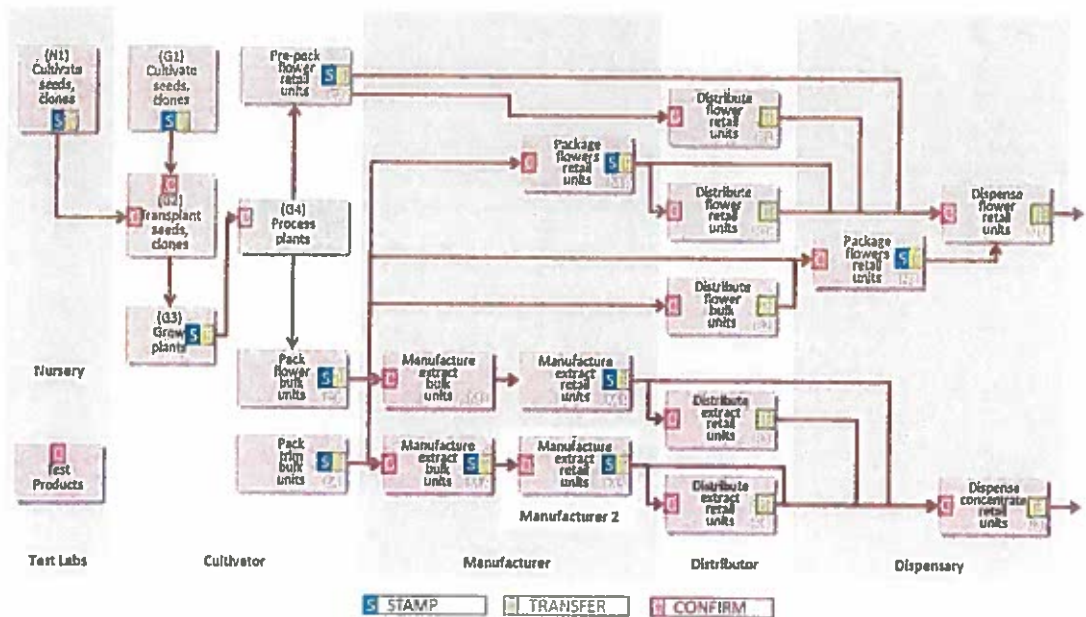 (N1)
Cultivate
seeds,
clones
S
(G1)
Cultivate
seeds,
clones
S
Pre-pack
flower
retail
units
S
Distribute
flower
retail
units
Package
flowers
retail
units
S
(G2)
Transplant
seeds,
clones
(G4)
Process
plants
Distribute
flower
retail
units
Dispense
flower
retail
units
Package
flowers
retail
units
S
Distribute
flower
bulk
units
(G3)
Grow
plants
S
Nursery
Pack
flower
bulk
units
S
Manufacture
extract
bulk
units
Manufacture
extract
retail
units
S
Distribute
extract
retail
units
Test
Products
Pack
trim
bulk
units
S
Manufacture
extract
bulk
units
S
Manufacture
extract
retail
units
S
Distribute
extract
retail
units
Dispense
concentrate
retail
units
Manufacturer 2
Test Labs
Cultivator
Manufacturer
Distributor
Dispensary
S STAMP
TRANSFER
CONFIRM